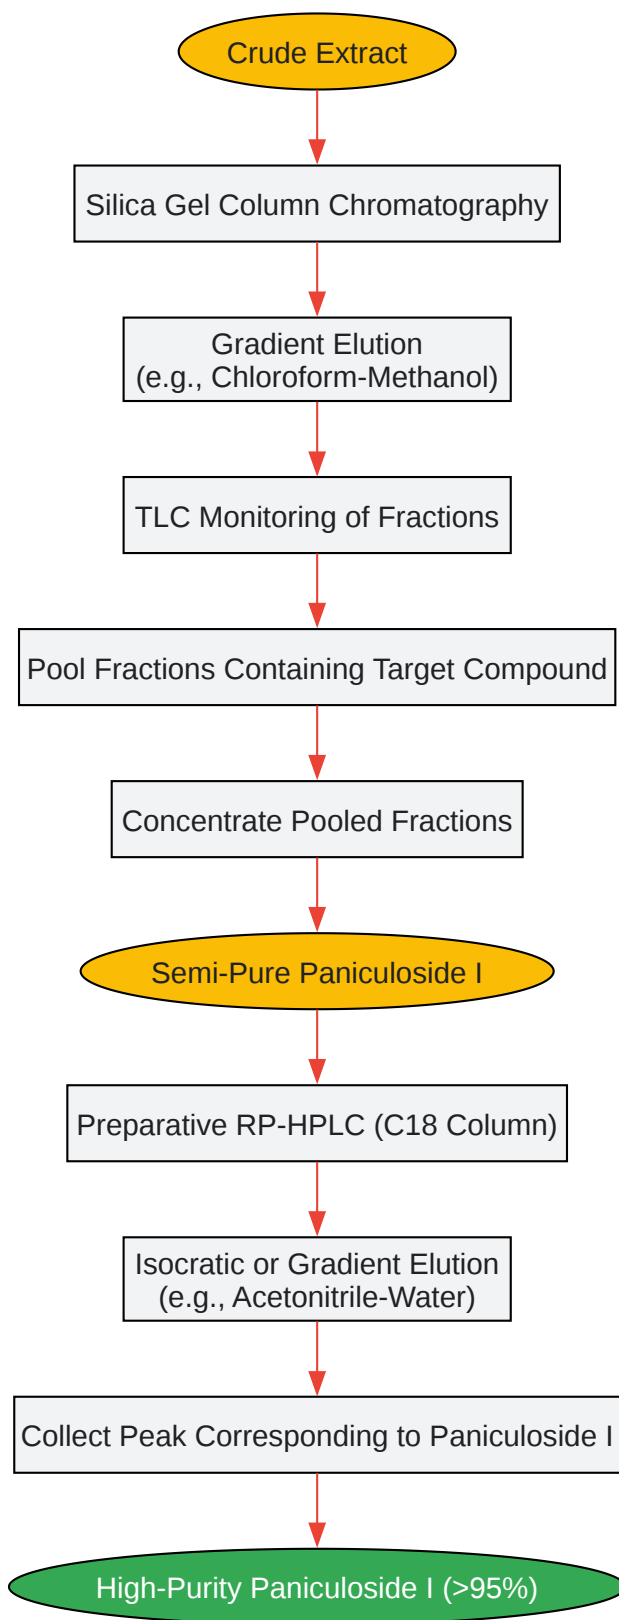 Crude Extract
Silica Gel Column Chromatography
Gradient Elution
(e.g., Chloroform-Methanol)
TLC Monitoring of Fractions
Pool Fractions Containing Target Compound
Concentrate Pooled Fractions
Semi-Pure Paniculoside I
Preparative RP-HPLC (C18 Column)
Isocratic or Gradient Elution
(e.g., Acetonitrile-Water)
Collect Peak Corresponding to Paniculoside I
High-Purity Paniculoside I (>95%)